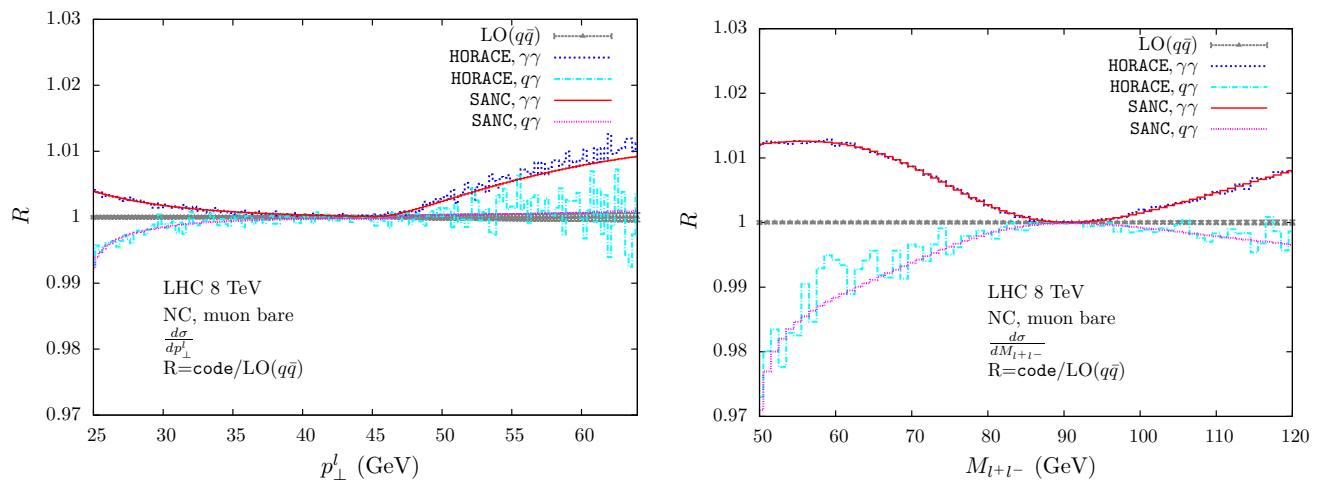 1.03
1.02
1.01
1
0.99
0.98
0.97
R
LO(qq̄)
HORACE, γγ
HORACE, qγ
SANC, γγ
SANC, qγ
LHC 8 TeV
NC, muon bare
dσ/dp⊥^l
R=code/LO(qq̄)
25 30 35 40 45 50 55 60
p⊥^l (GeV)
1.03
1.02
1.01
1
0.99
0.98
0.97
R
LO(qq̄)
HORACE, γγ
HORACE, qγ
SANC, γγ
SANC, qγ
LHC 8 TeV
NC, muon bare
dσ/dM_{l+l−}
R=code/LO(qq̄)
50 60 70 80 90 100 110 120
M_{l+l−} (GeV)